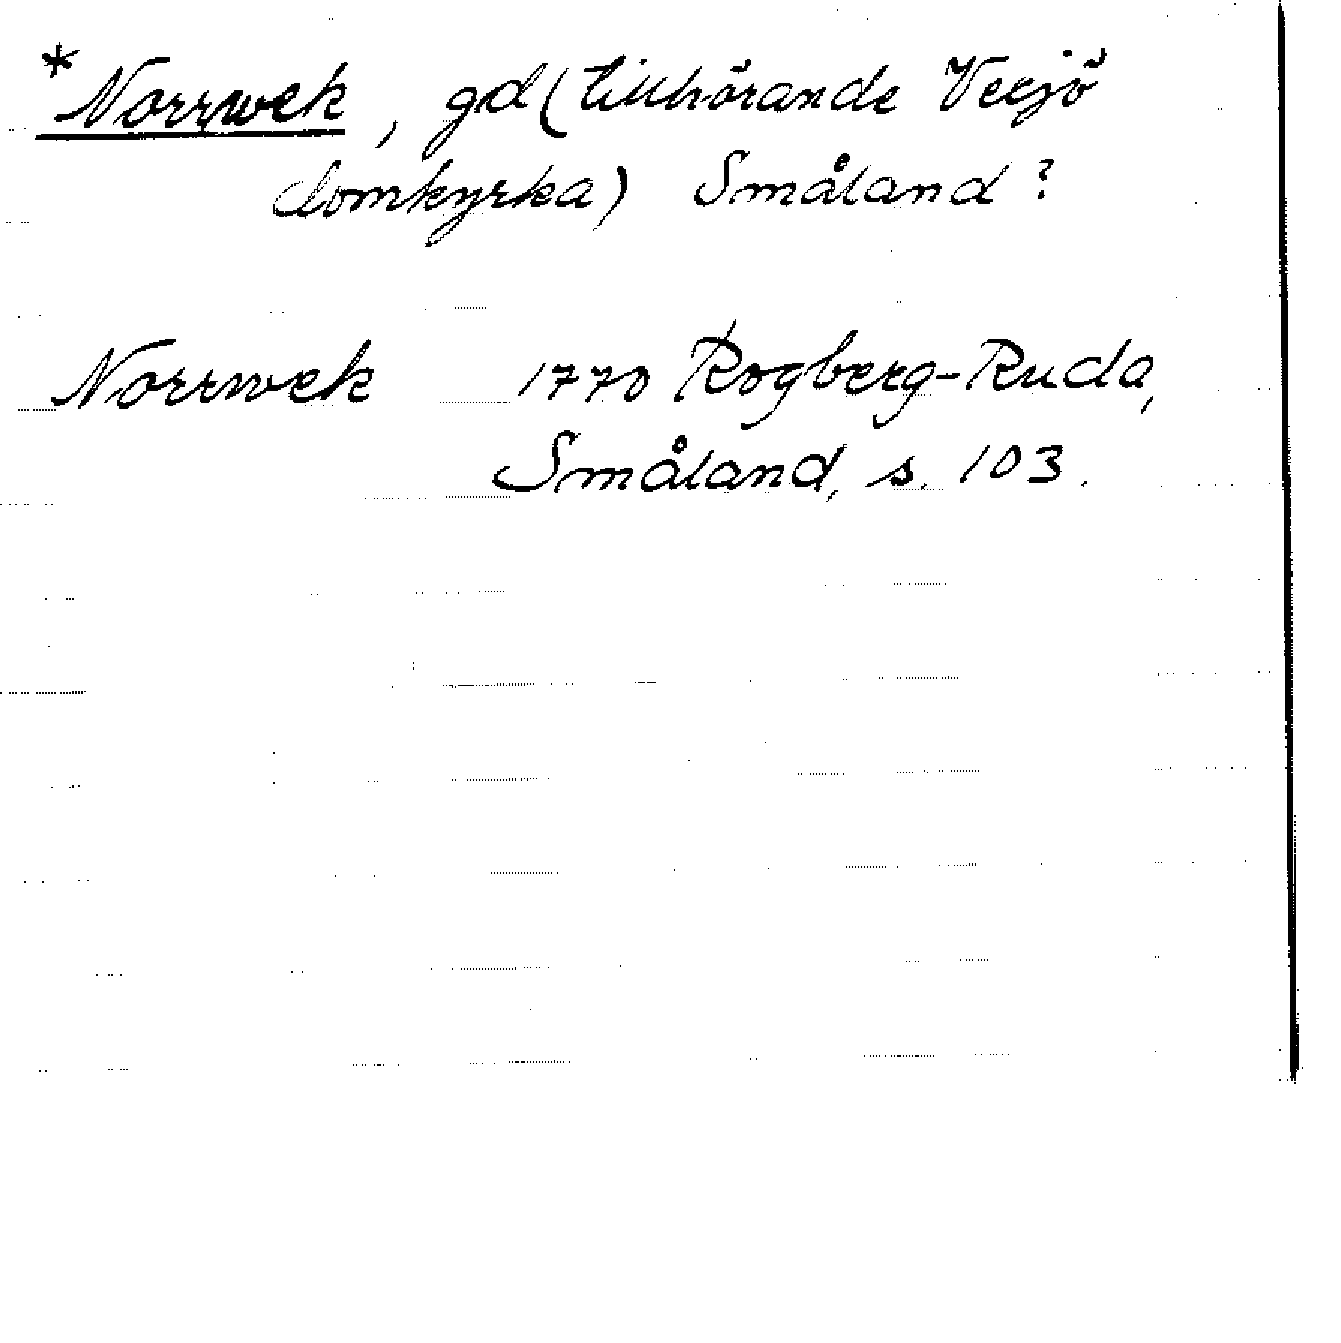 *Norrwek, gd (tillhörande Vexjö
domkyrka) Småland?
Norrwek 1770 Rogberg-Ruda,
Småland, s. 103.